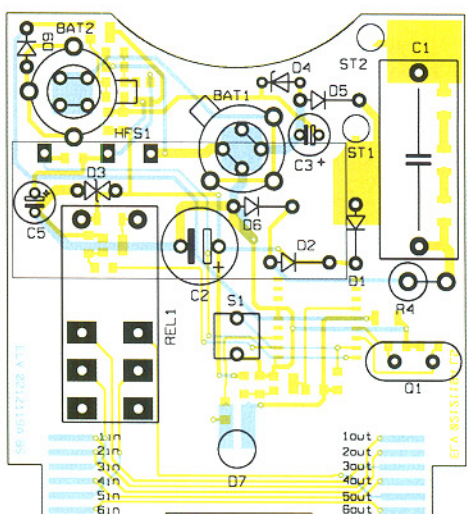 D9
BAT2
ST2
C1
D4
D5
BAT1
HFS1
C3+
ST1
D3
C5
+
D6
D2
D1
C2
+
R4
S1
REL1
Q1
D7
1in
1out
2in
2out
3in
3out
4in
4out
5in
5out
6in
6out